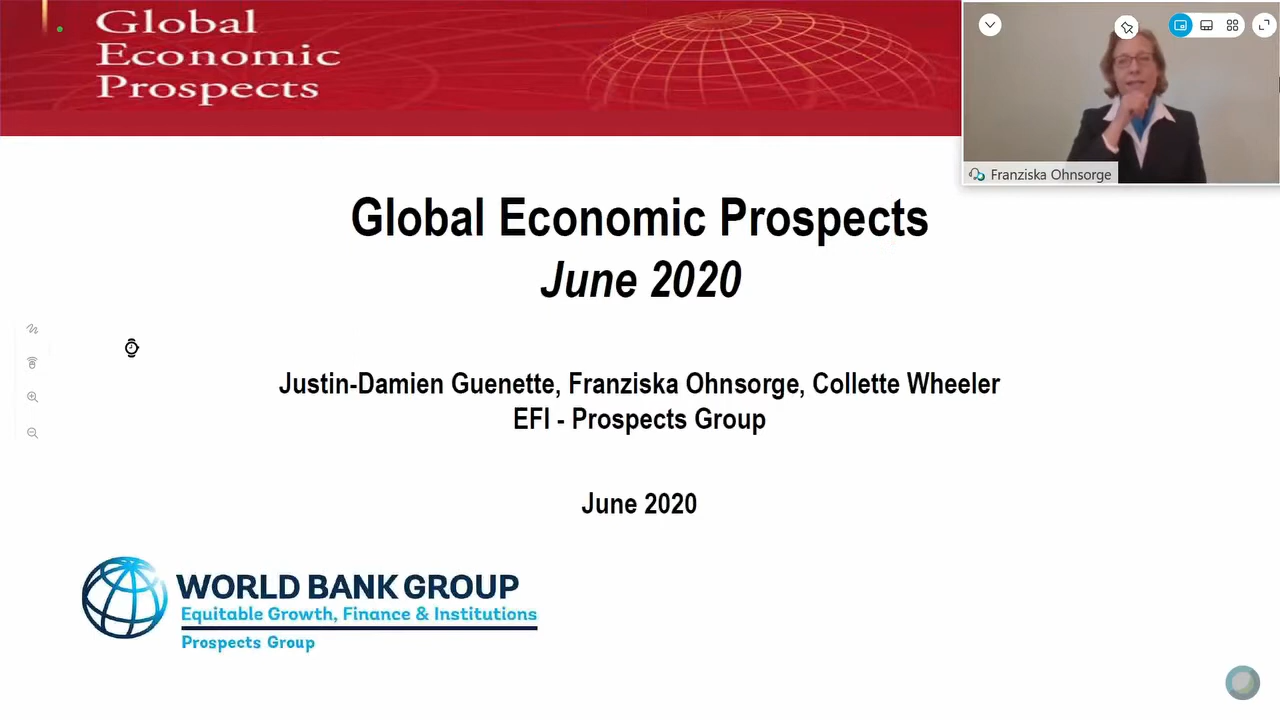 Global
Economic
Prospects
Franziska Ohnsorge
Global Economic Prospects
June 2020
Justin-Damien Guenette, Franziska Ohnsorge, Collette Wheeler
EFI - Prospects Group
June 2020
WORLD BANK GROUP
Equitable Growth, Finance & Institutions
Prospects Group